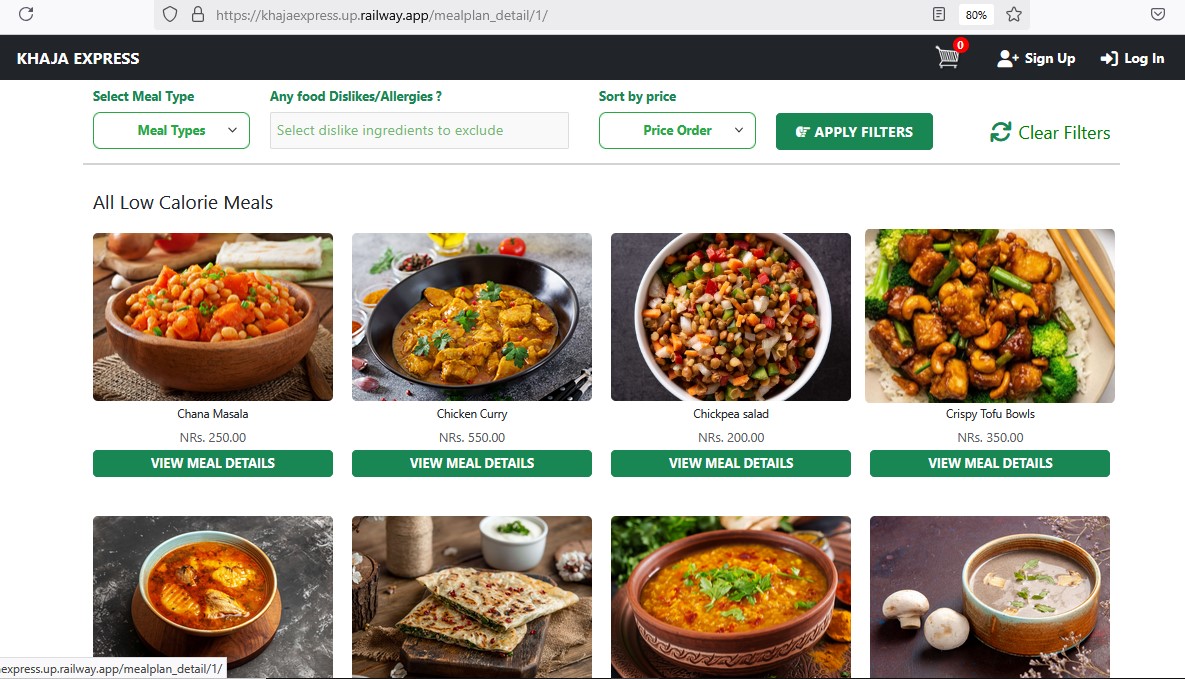 https://khajaexpress.up.railway.app/mealplan_detail/1/
80%
KHAJA EXPRESS
0
Sign Up
Log In
Select Meal Type
Any food Dislikes/Allergies ?
Sort by price
Meal Types
Select dislike ingredients to exclude
Price Order
APPLY FILTERS
Clear Filters
All Low Calorie Meals
Chana Masala
Chicken Curry
Chickpea salad
Crispy Tofu Bowls
NRs. 250.00
NRs. 550.00
NRs. 200.00
NRs. 350.00
VIEW MEAL DETAILS
VIEW MEAL DETAILS
VIEW MEAL DETAILS
VIEW MEAL DETAILS
express.up.railway.app/mealplan_detail/1/